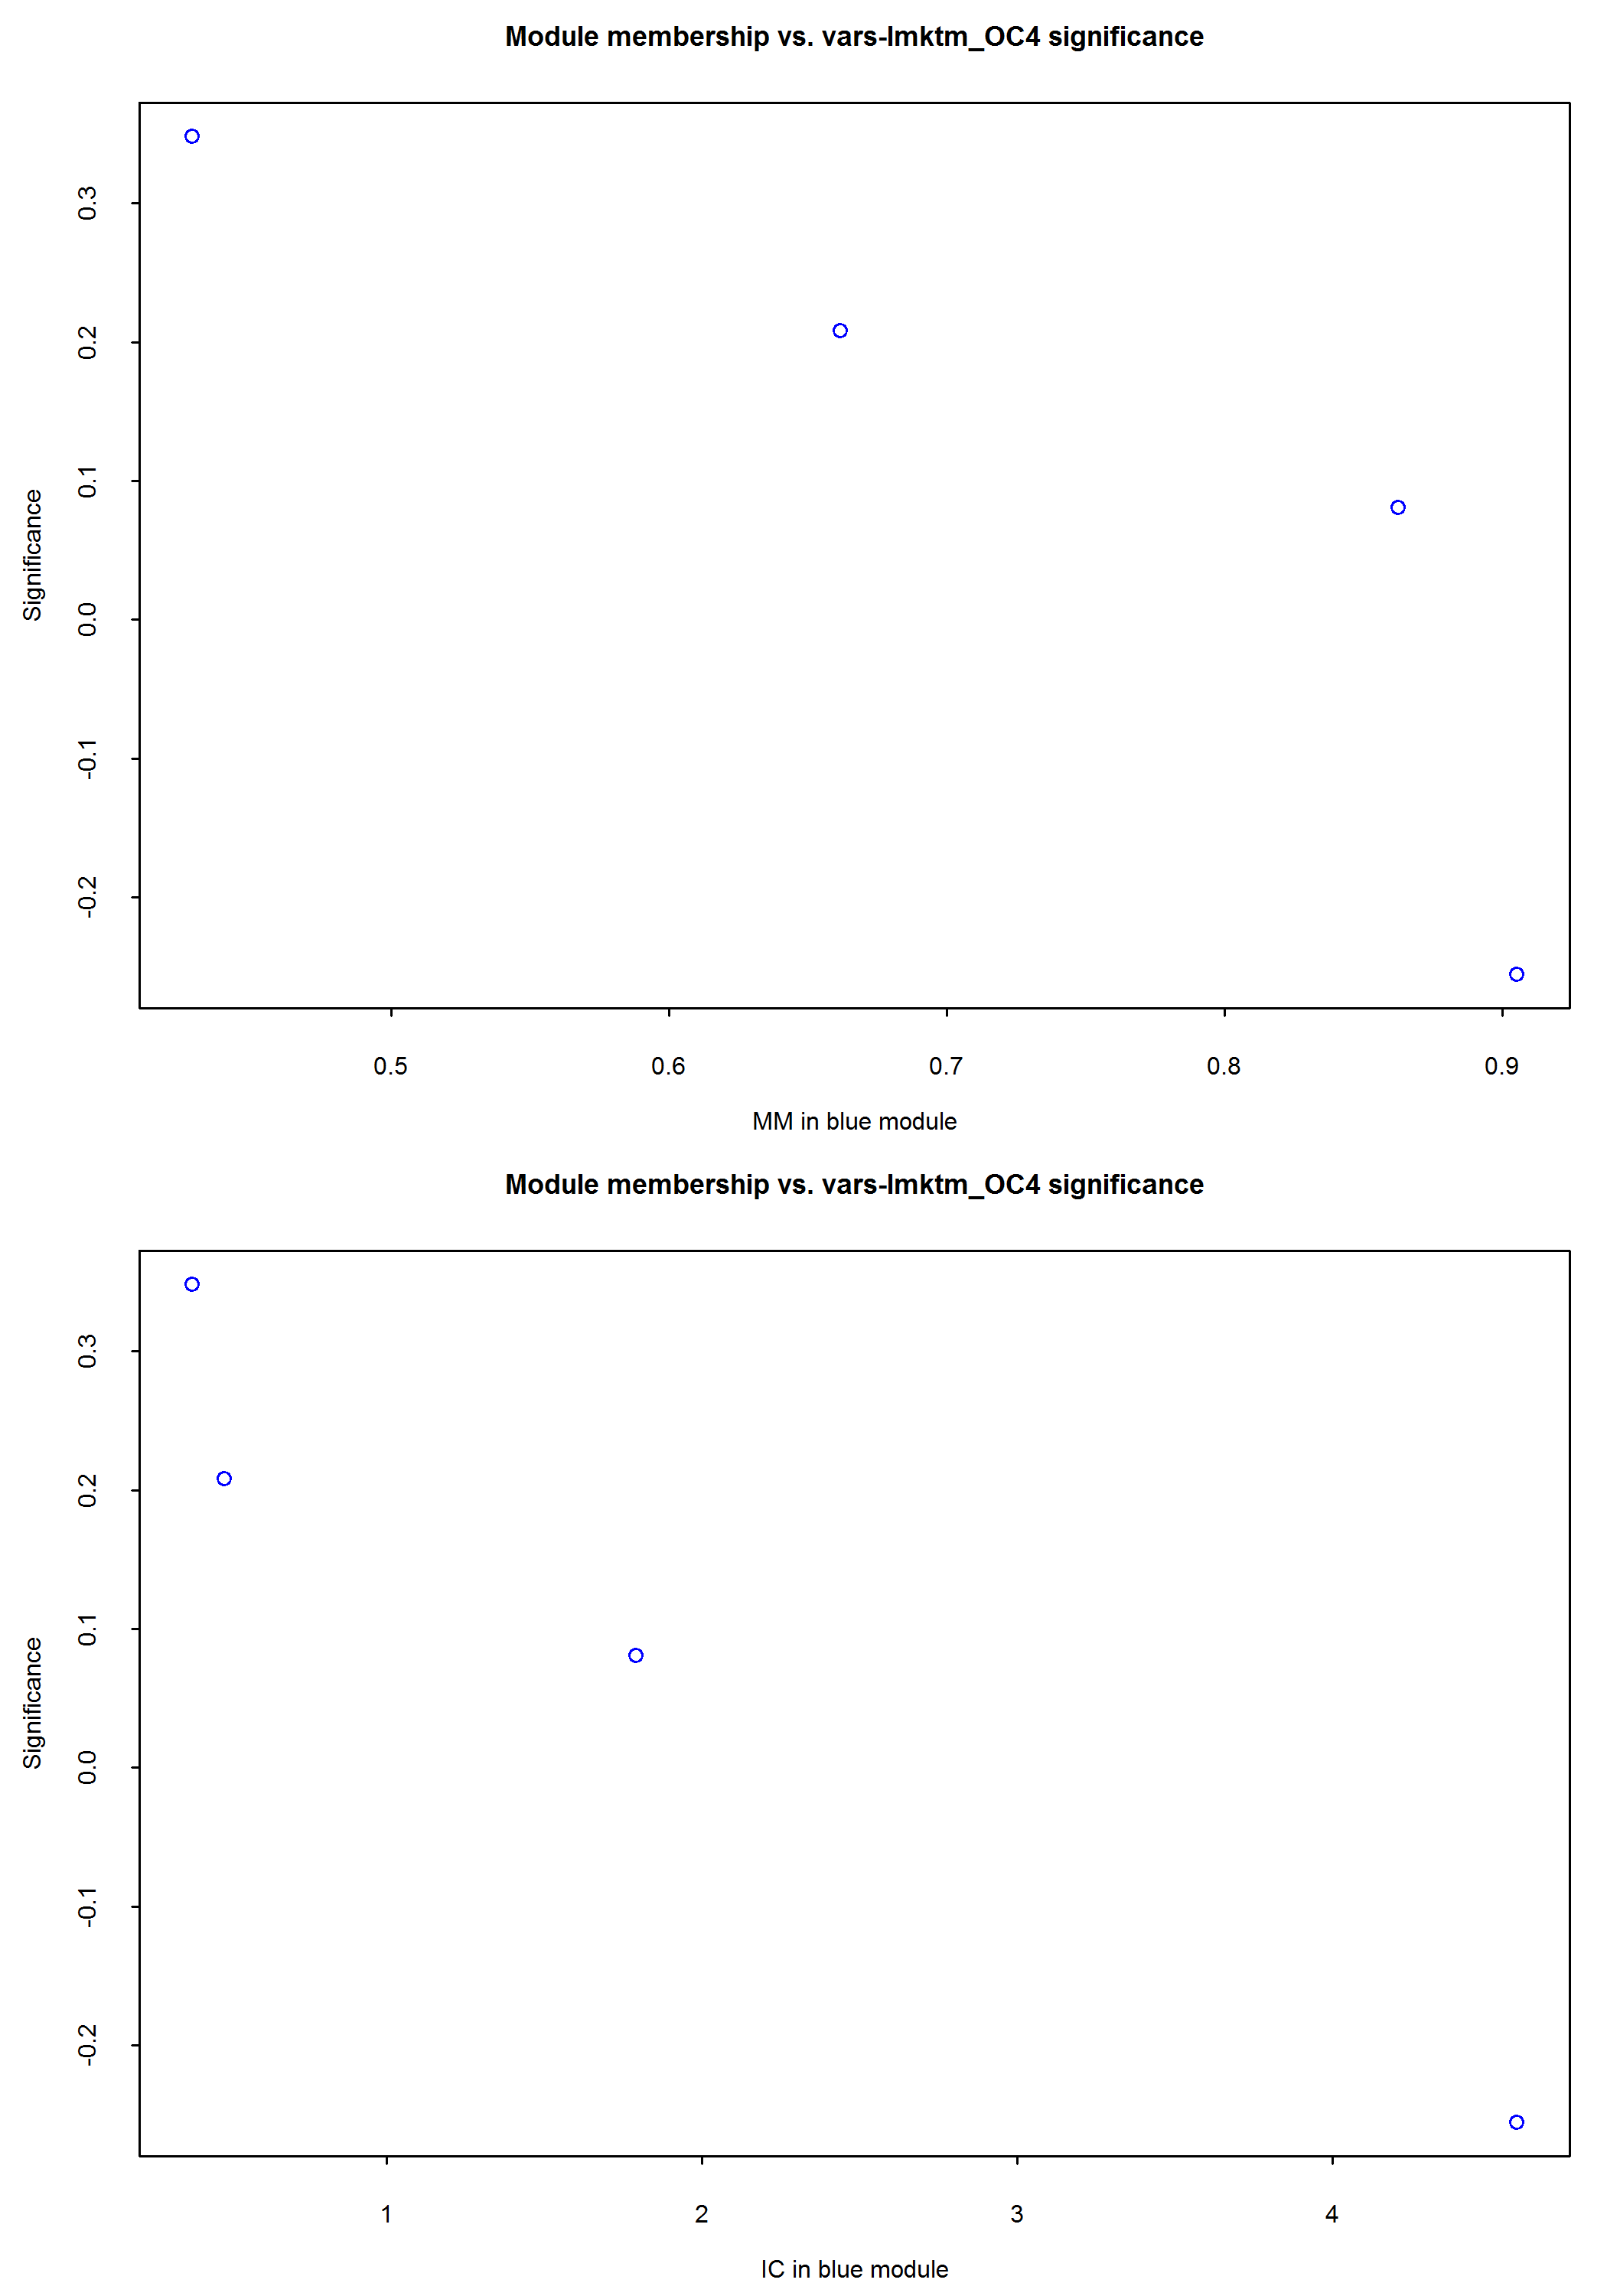 Module membership vs. vars-lmktm_OC4 significance
Significance
0.3
0.2
0.1
0.0
-0.1
-0.2
0.5 0.6 0.7 0.8 0.9
MM in blue module
Module membership vs. vars-lmktm_OC4 significance
Significance
0.3
0.2
0.1
0.0
-0.1
-0.2
1 2 3 4
IC in blue module